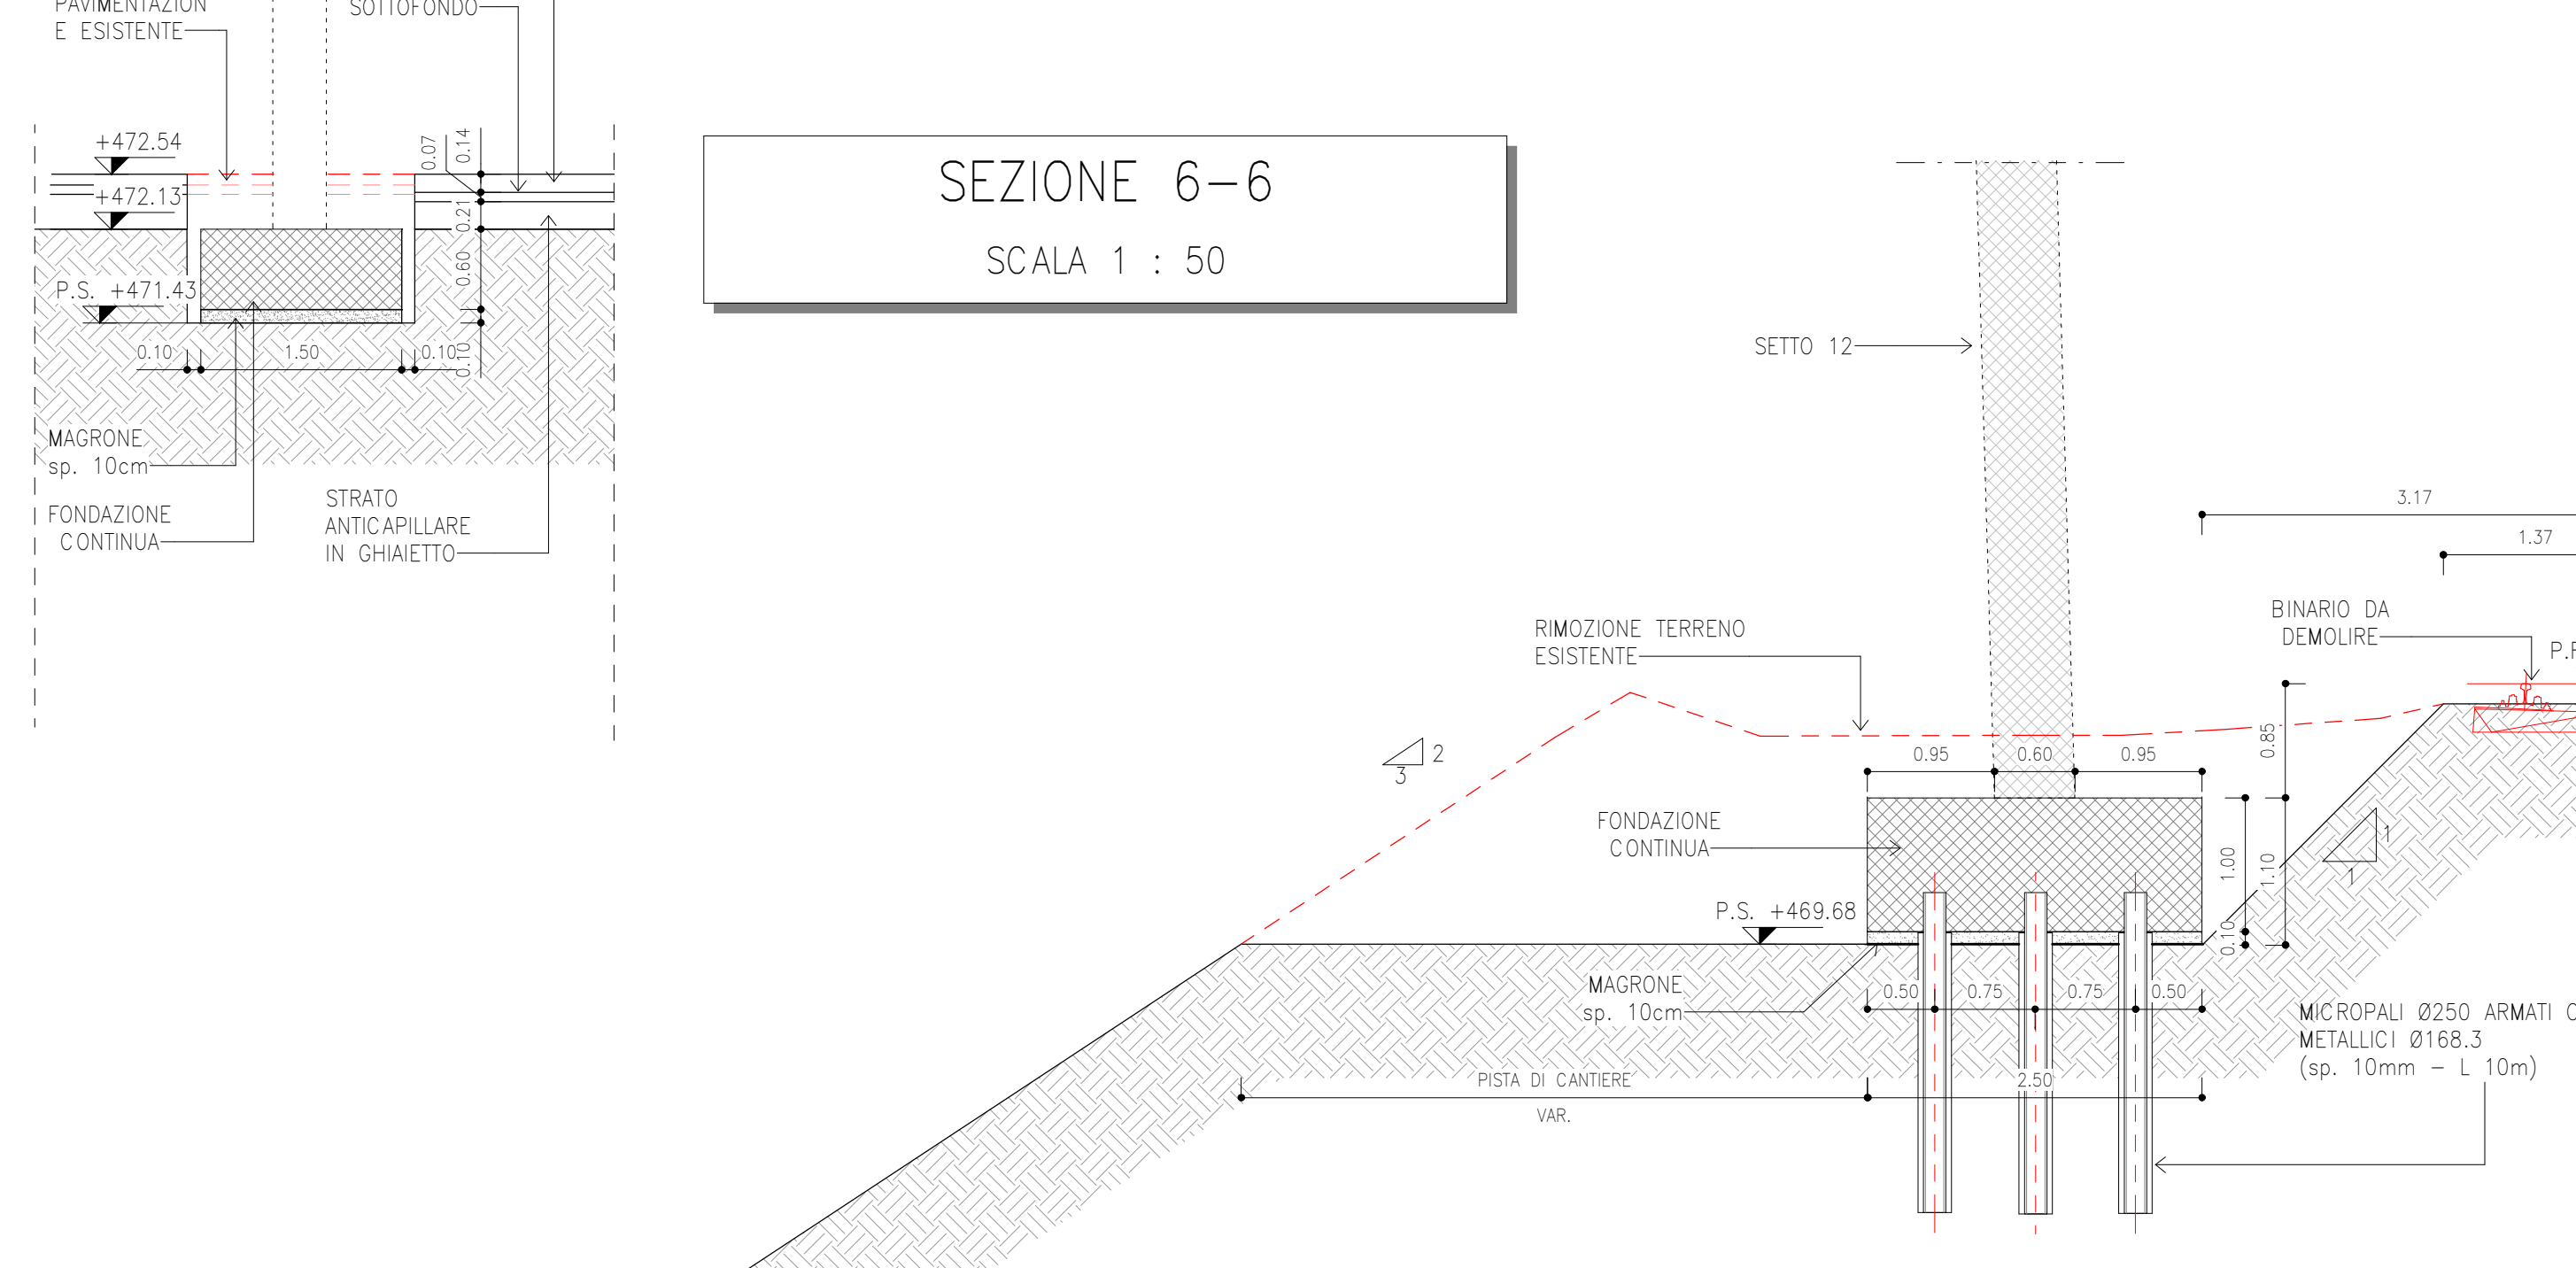 PAVIMENTAZION
E ESISTENTE
SOTTOFONDO
+472.54
+472.13
P.S. +471.43
0.07
0.14
0.21
0.60
0.10
0.10
1.50
0.10
MAGRONE
sp. 10cm
FONDAZIONE
CONTINUA
STRATO
ANTICAPILLARE
IN GHIAIETTO
SEZIONE 6-6
SCALA 1 : 50
SETTO 12
3.17
1.37
BINARIO DA
DEMOLIRE
RIMOZIONE TERRENO
ESISTENTE
2
3
0.95
0.60
0.95
0.85
FONDAZIONE
CONTINUA
1.00
1.10
0.10
1
1
P.S. +469.68
MAGRONE
sp. 10cm
0.50
0.75
0.75
0.50
MICROPALI Ø250 ARMATI
METALLICI Ø168.3
(sp. 10mm - L 10m)
PISTA DI CANTIERE
VAR.
2.50